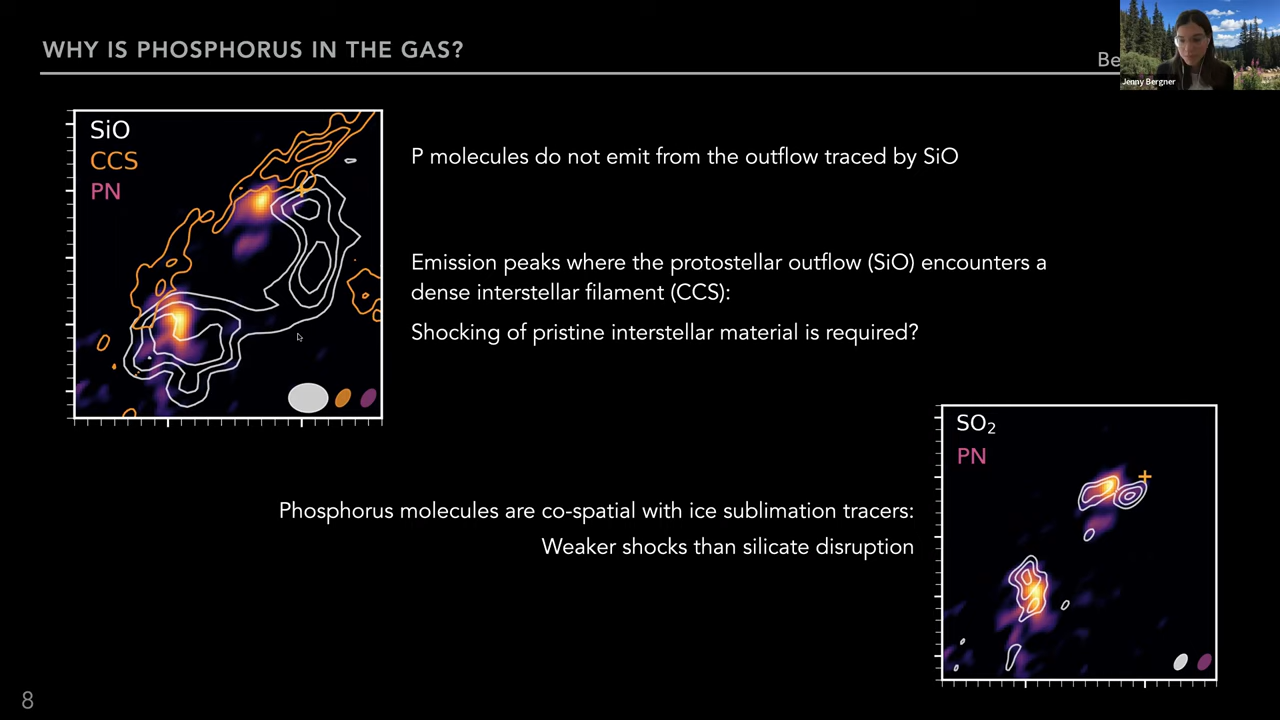 WHY IS PHOSPHORUS IN THE GAS?
Jenny Bergner
SiO
CCS
PN
P molecules do not emit from the outflow traced by SiO
Emission peaks where the protostellar outflow (SiO) encounters a
dense interstellar filament (CCS):
Shocking of pristine interstellar material is required?
SO₂
PN
Phosphorus molecules are co-spatial with ice sublimation tracers:
Weaker shocks than silicate disruption
8